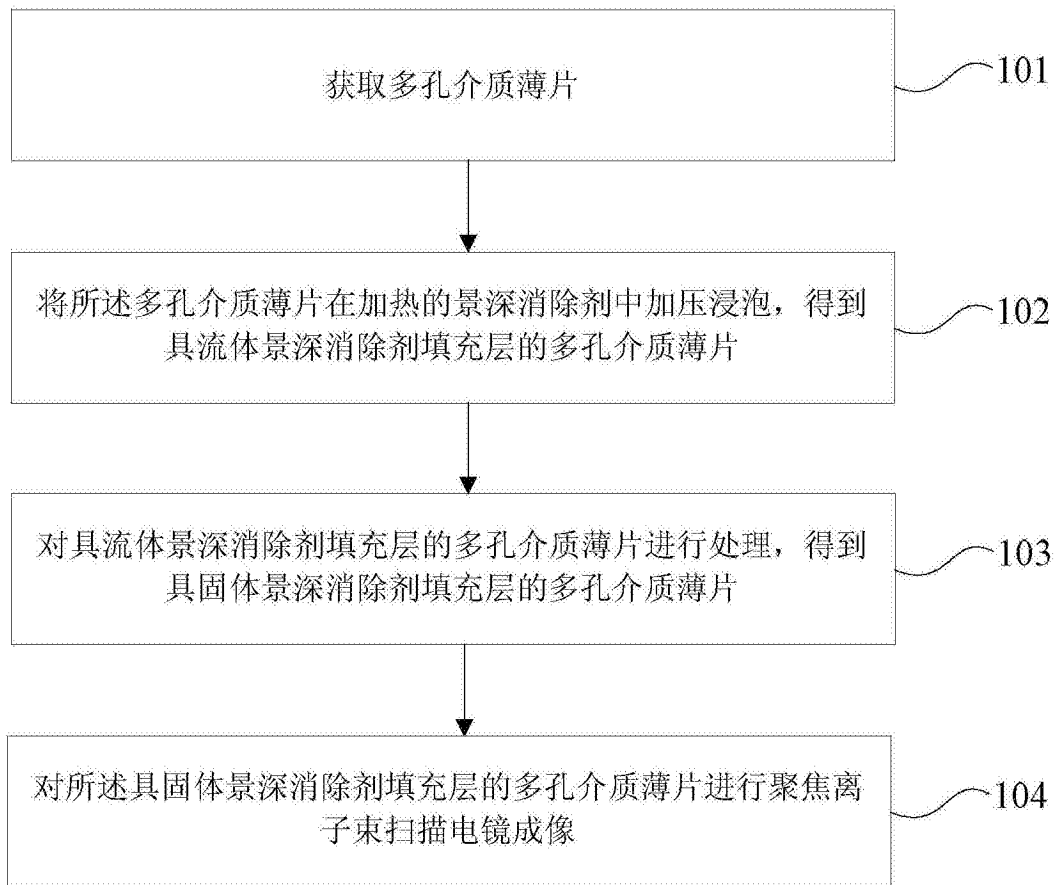 获取多孔介质薄片
101
将所述多孔介质薄片在加热的景深消除剂中加压浸泡，得到
具流体景深消除剂填充层的多孔介质薄片
102
对具流体景深消除剂填充层的多孔介质薄片进行处理，得到
具固体景深消除剂填充层的多孔介质薄片
103
对所述具固体景深消除剂填充层的多孔介质薄片进行聚焦离
子束扫描电镜成像
104